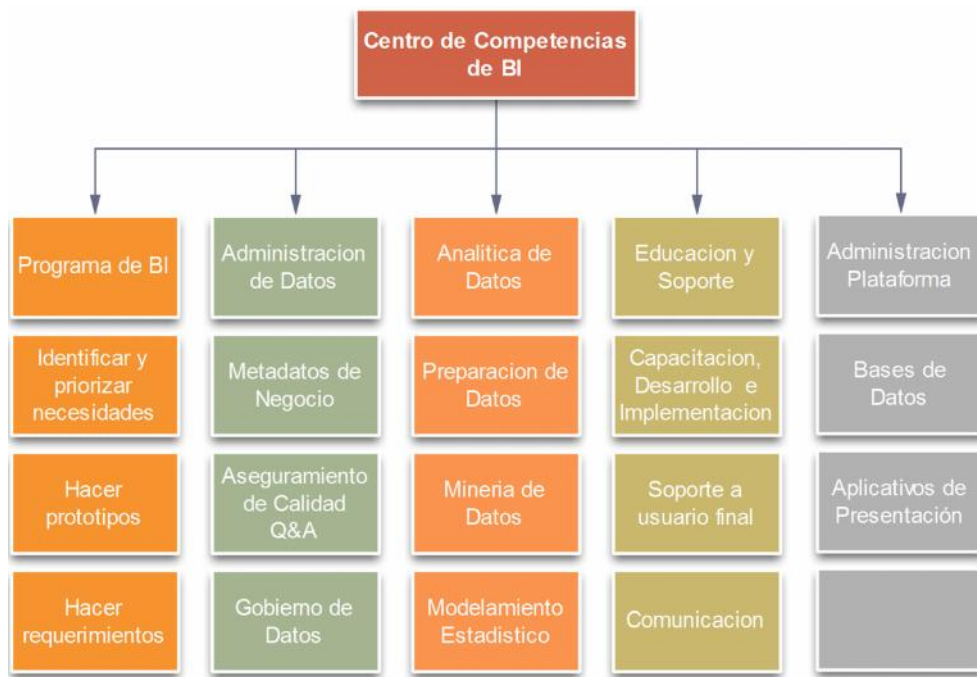 Centro de Competencias
de BI
Programa de BI
Administracion
de Datos
Analitica de
Datos
Educacion y
Soporte
Administracion
Plataforma
Identificar y
priorizar
necesidades
Metadatos de
Negocio
Preparacion de
Datos
Capacitacion,
Desarrollo e
Implementacion
Bases de
Datos
Hacer
prototipos
Aseguramiento
de Calidad
Q&A
Mineria de
Datos
Soporte a
usuario final
Aplicativos de
Presentación
Hacer
requerimientos
Gobierno de
Datos
Modelamiento
Estadistico
Comunicacion